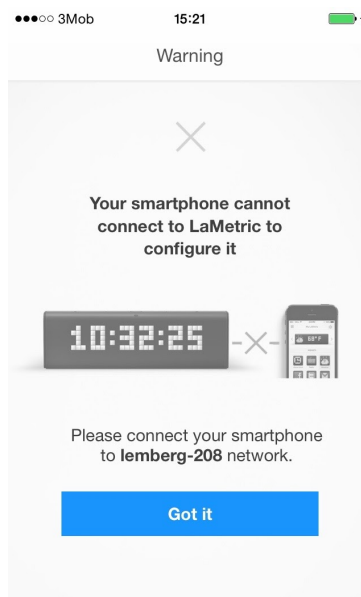 3Mob 15:21
Warning
Your smartphone cannot
connect to LaMetric to
configure it
10:32:25
68°F
Please connect your smartphone
to lemberg-208 network.
Got it